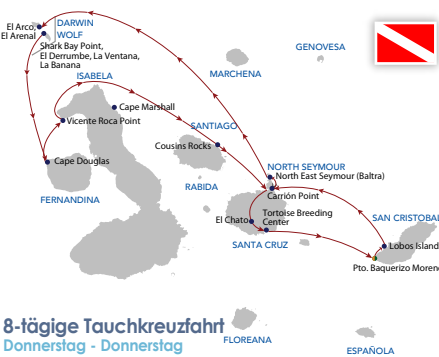 El Arco,
El Arenal
DARWIN
WOLF
Shark Bay Point,
El Derrumbe, La Ventana,
La Banana
GENOVESA
MARCHENA
ISABELA
Cape Marshall
Vicente Roca Point
SANTIAGO
Cousins Rocks
Cape Douglas
NORTH SEYMOUR
North East Seymour (Baltra)
RABIDA
Carrión Point
FERNANDINA
El Chato
Tortoise Breeding
Center
SAN CRISTOBAL
SANTA CRUZ
Lobos Island
Pto. Baquerizo Moreno
8-tägige Tauchkreuzfahrt
Donnerstag - Donnerstag
FLOREANA
ESPAÑOLA